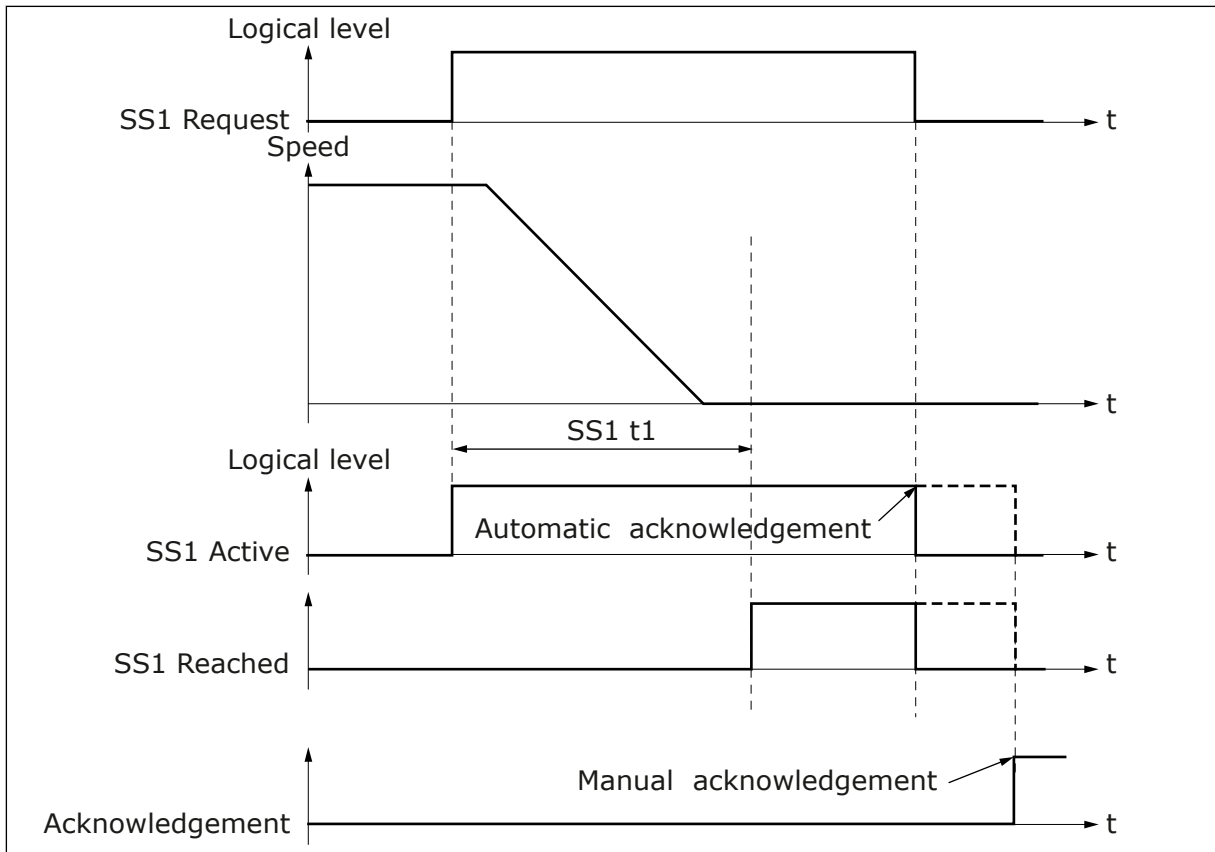 Logical level
SS1 Request
t
Speed
t
SS1 t1
Logical level
Automatic acknowledgement
SS1 Active
t
SS1 Reached
t
Manual acknowledgement
Acknowledgement
t